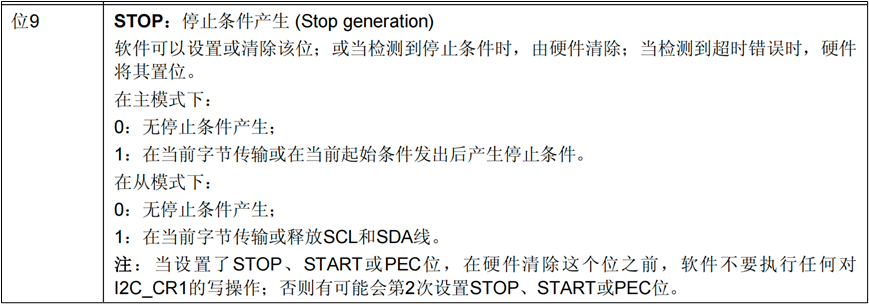 位9
STOP：停止条件产生 (Stop generation)
软件可以设置或清除该位；或当检测到停止条件时，由硬件清除；当检测到超时错误时，硬件
将其置位。
在主模式下：
0：无停止条件产生；
1：在当前字节传输或在当前起始条件发出后产生停止条件。
在从模式下：
0：无停止条件产生；
1：在当前字节传输或释放SCL和SDA线。
注：当设置了STOP、START或PEC位，在硬件清除这个位之前，软件不要执行任何对
I2C_CR1的写操作；否则有可能会第2次设置STOP、START或PEC位。